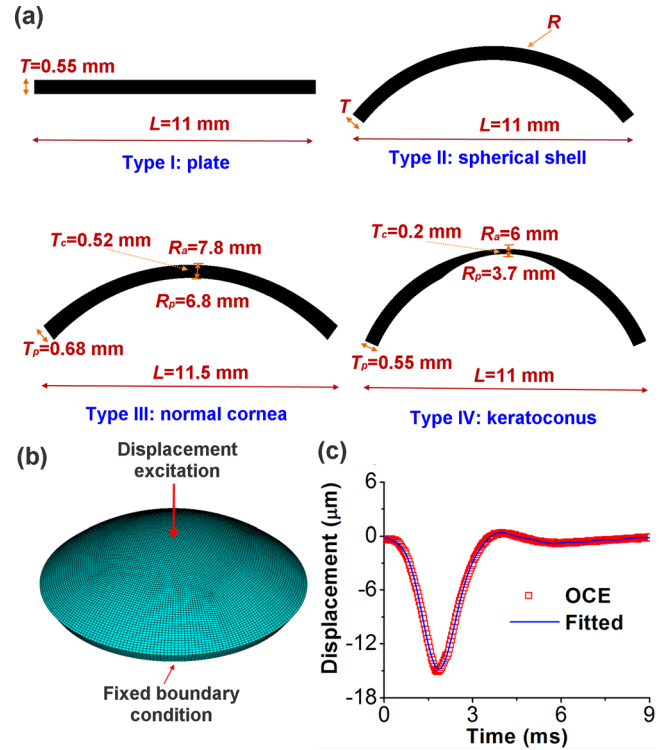 (a)
T=0.55 mm
L=11 mm
Type I: plate
R
T
L=11 mm
Type II: spherical shell
Tc=0.52 mm
Ra=7.8 mm
Rp=6.8 mm
Tp=0.68 mm
L=11.5 mm
Type III: normal cornea
Tc=0.2 mm
Ra=6 mm
Rp=3.7 mm
Tp=0.55 mm
L=11 mm
Type IV: keratoconus
(b)
Displacement
excitation
Fixed boundary
condition
(c)
Displacement (μm)
6
0
-6
-12
-18
OCE
Fitted
0
3
6
9
Time (ms)